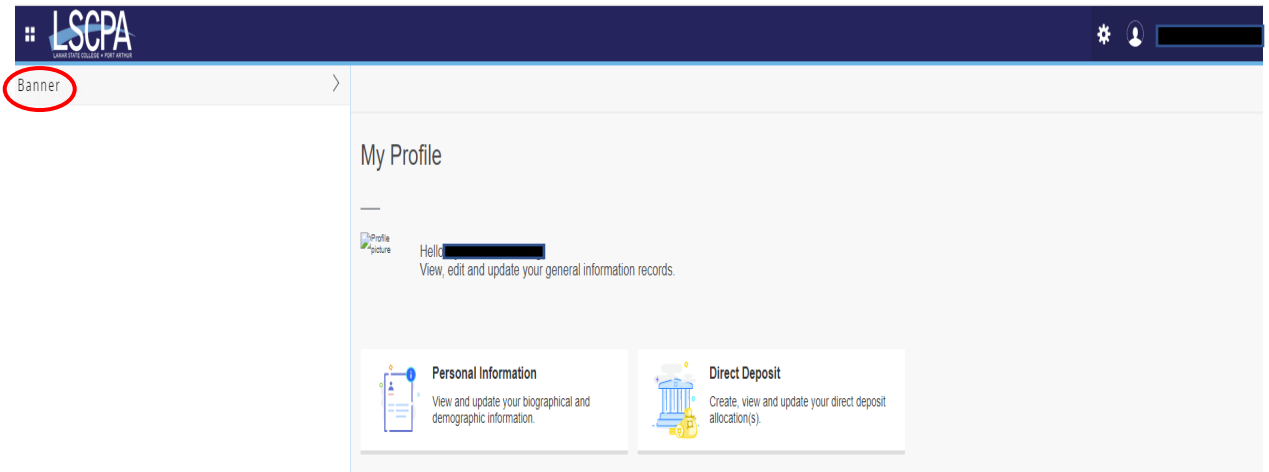 LSCPA
LAMAR STATE COLLEGE • PORT ARTHUR
Banner
My Profile
Profile
picture
Hello
View, edit and update your general information records.
Personal Information
View and update your biographical and
demographic information.
Direct Deposit
Create, view and update your direct deposit
allocation(s).